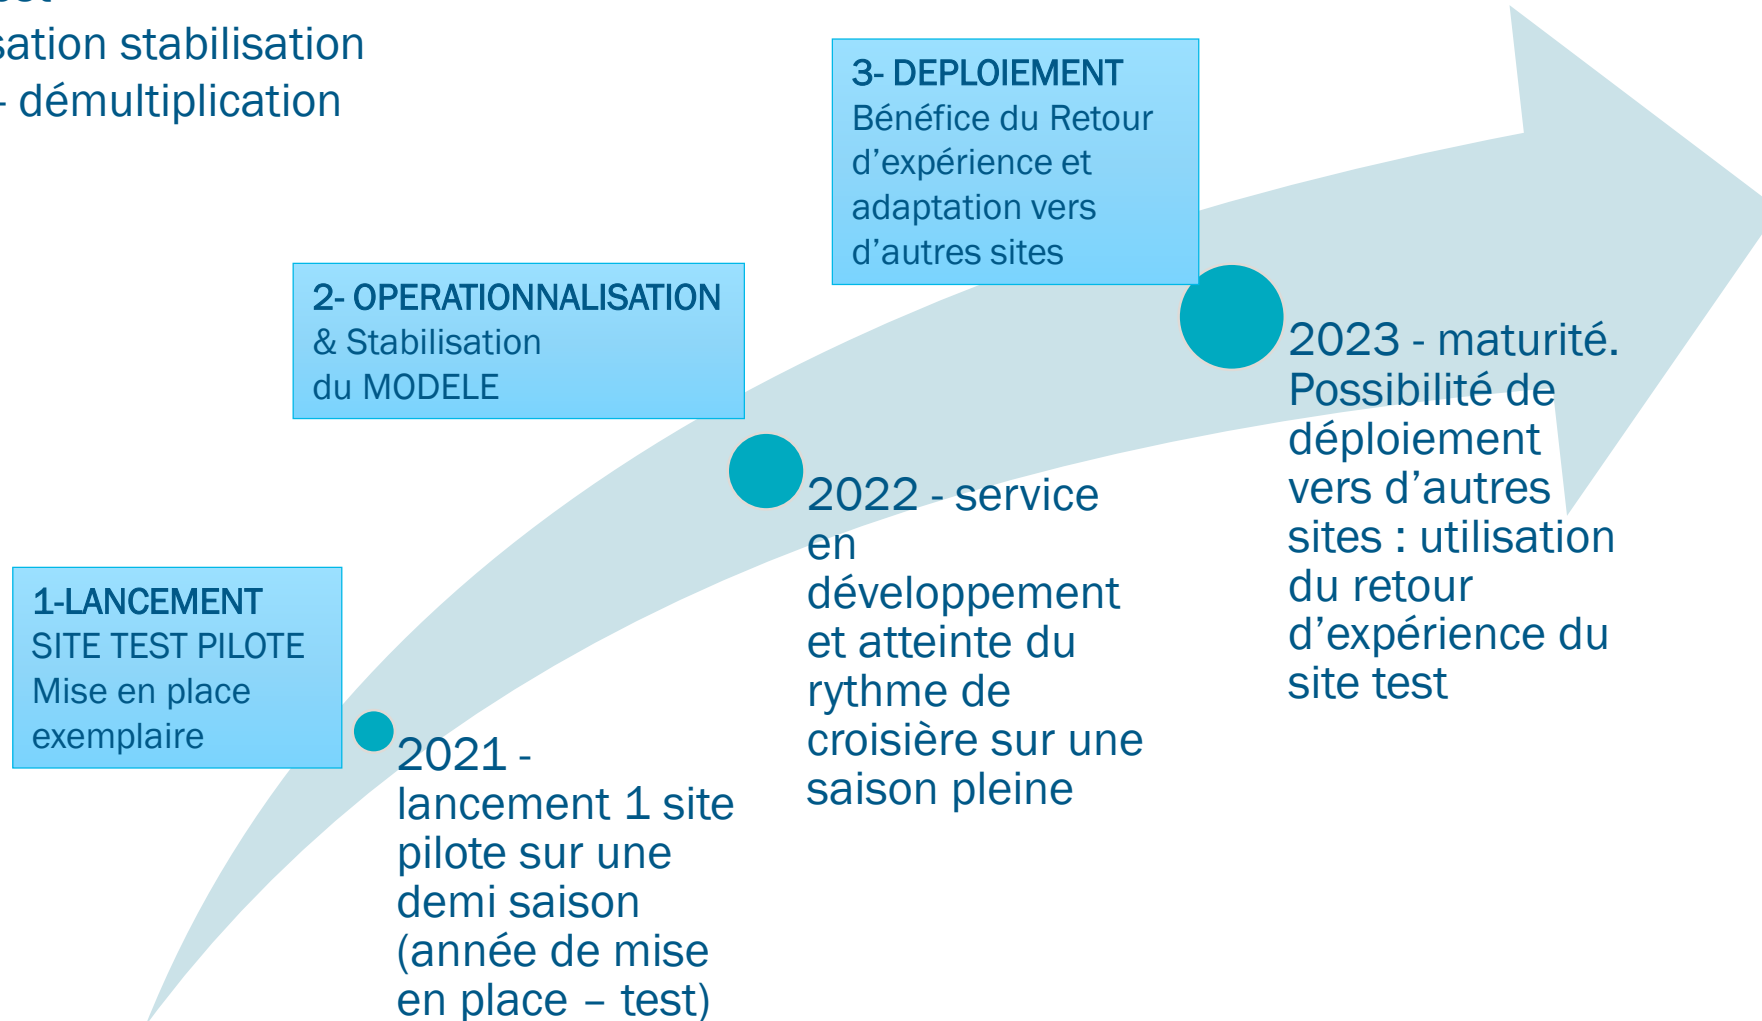 sation stabilisation
- démultiplication
3- DEPLOIEMENT
Bénéfice du Retour
d’expérience et
adaptation vers
d’autres sites
2- OPERATIONNALISATION
& Stabilisation
du MODELE
2023 - maturité.
Possibilité de
déploiement
vers d’autres
sites : utilisation
du retour
d’expérience du
site test
2022 - service
en
développement
et atteinte du
rythme de
croisière sur une
saison pleine
1-LANCEMENT
SITE TEST PILOTE
Mise en place
exemplaire
2021 -
lancement 1 site
pilote sur une
demi saison
(année de mise
en place – test)